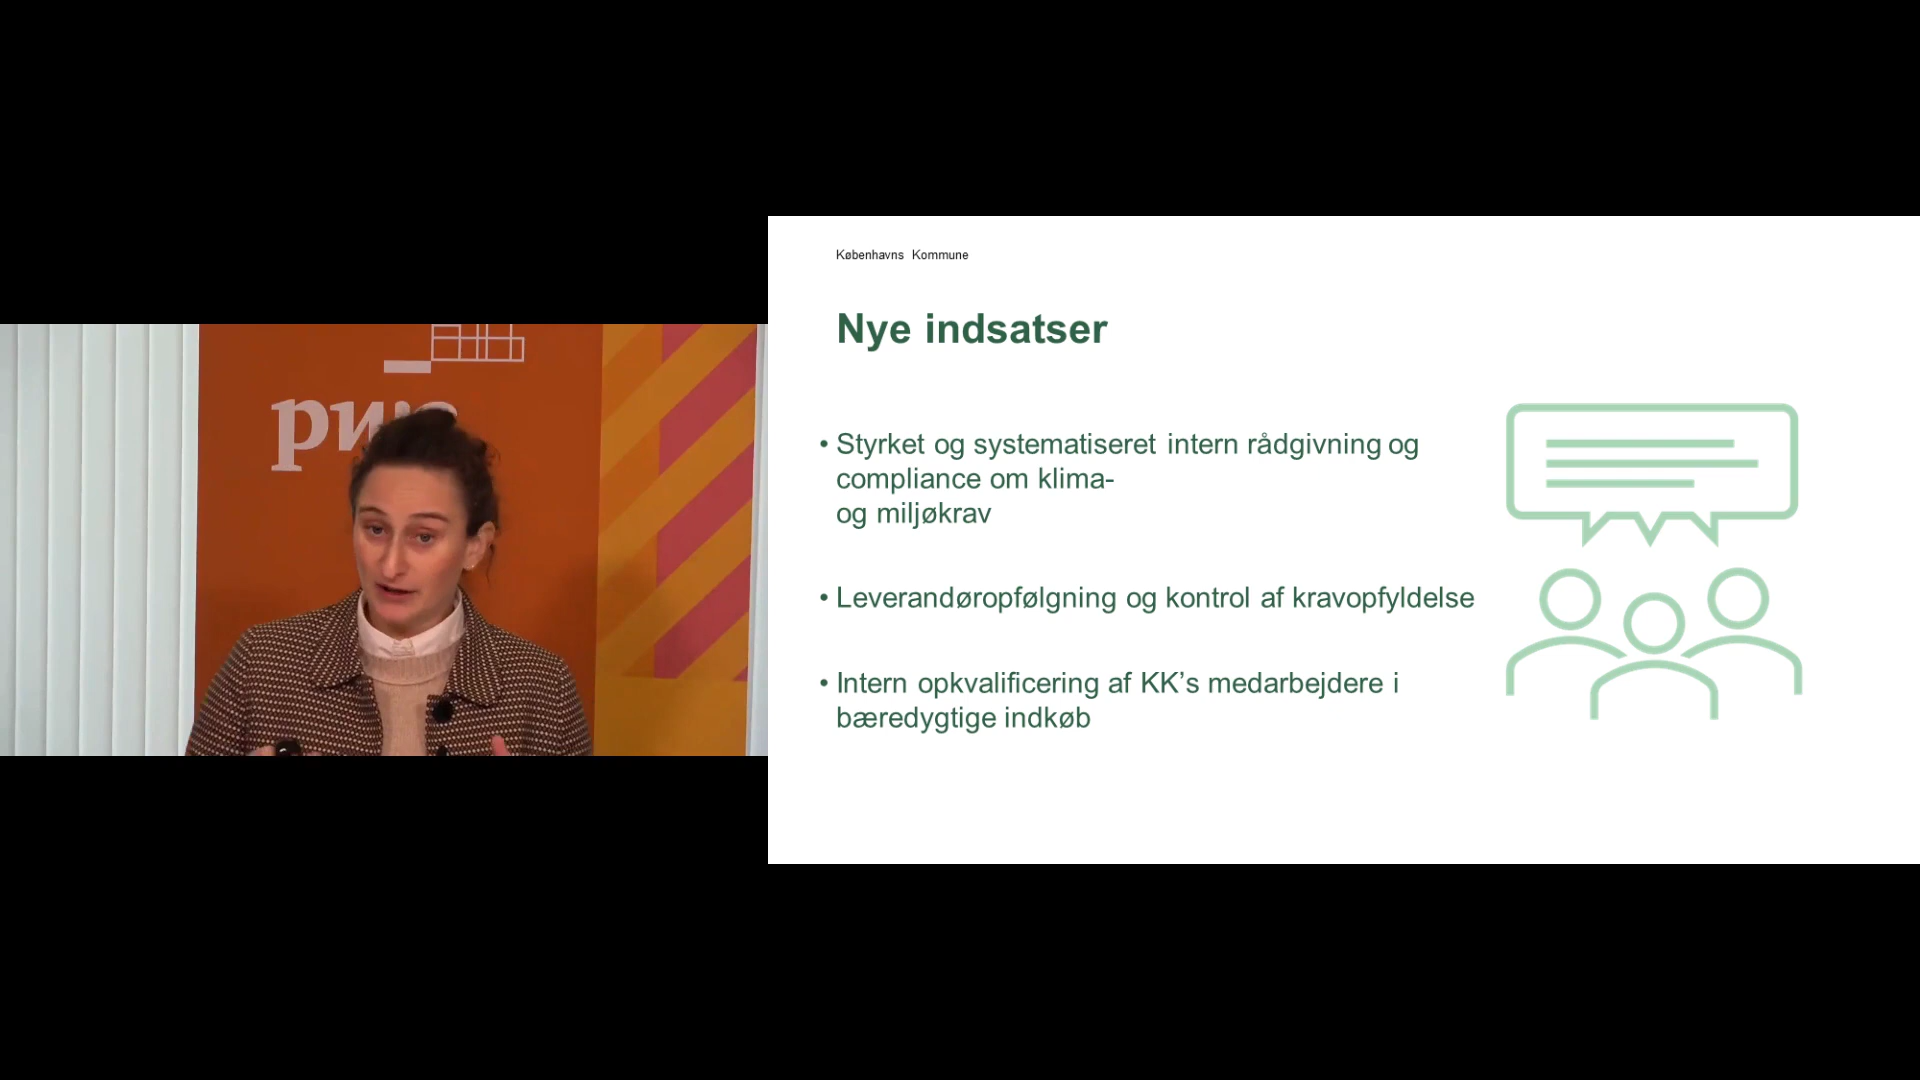 pwc
Københavns Kommune
Nye indsatser
• Styrket og systematiseret intern rådgivning og
compliance om klima-
og miljøkrav
• Leverandøropfølgning og kontrol af kravopfyldelse
• Intern opkvalificering af KK’s medarbejdere i
bæredygtige indkøb